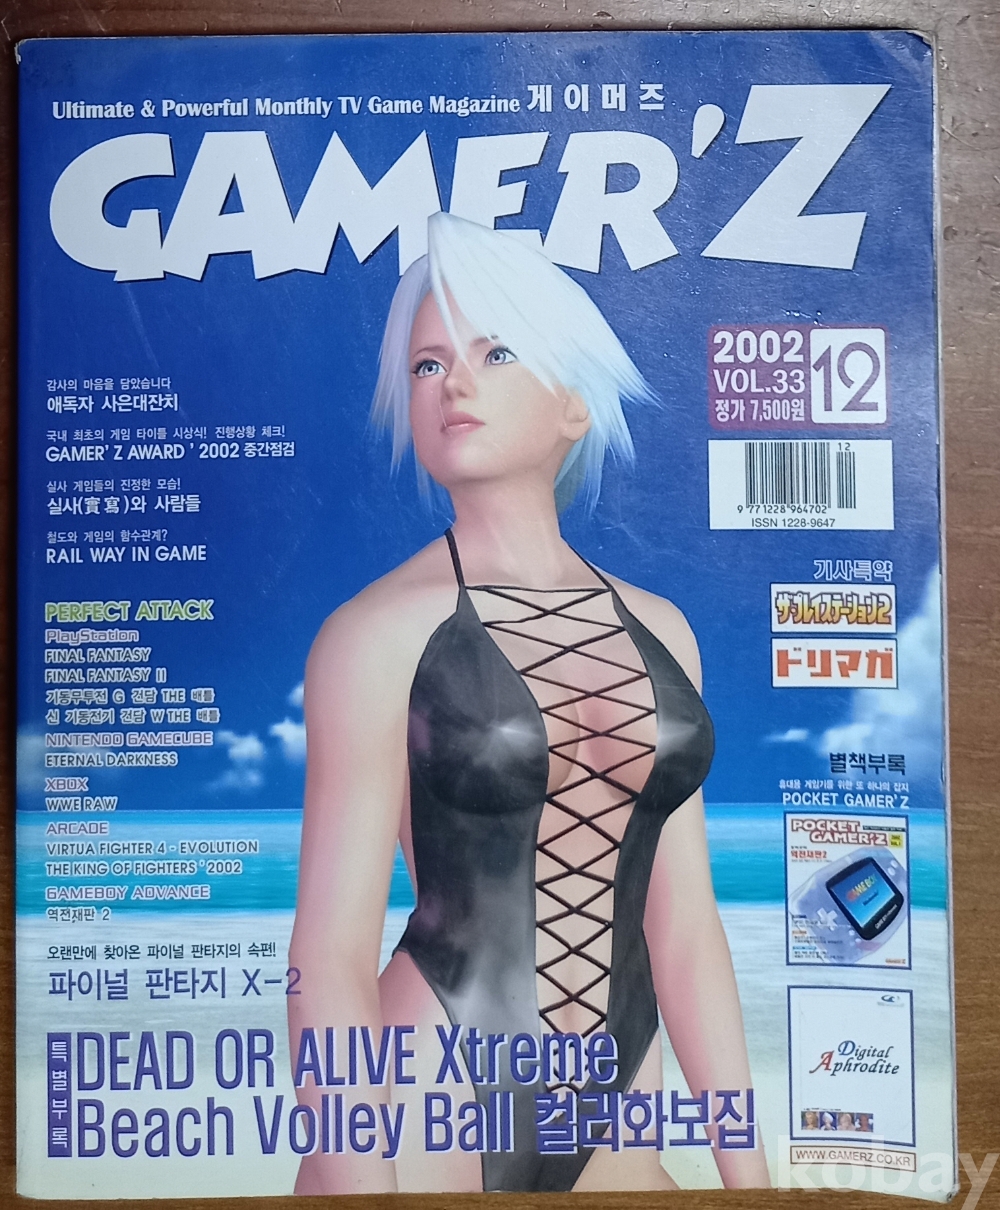 Ultimate & Powerful Monthly TV Game Magazine 게이머즈
GAMER'Z
2002
VOL.33
정가 7,500원
12
12
9 771228 964702
ISSN 1228-9647
감사의 마음을 담았습니다
애독자 사은대잔치
국내 최초의 게임 타이틀 시상식! 진행상황 체크!
GAMER'Z AWARD '2002 중간점검
실사 게임들의 진정한 모습!
실사(實寫)와 사람들
철도와 게임의 함수관계?
RAIL WAY IN GAME
PERFECT ATTACK
PlayStation
FINAL FANTASY
FINAL FANTASY II
기동무투전 G 건담 THE 배틀
신 기동전기 건담 W THE 배틀
NINTENDO GAMECUBE
ETERNAL DARKNESS
XBOX
WWE RAW
ARCADE
VIRTUA FIGHTER 4 - EVOLUTION
THE KING OF FIGHTERS '2002
GAMEBOY ADVANCE
역전재판 2
오랜만에 찾아온 파이널 판타지의 속편!
파이널 판타지 X-2
특별부록
DEAD OR ALIVE Xtreme
Beach Volley Ball 컬러화보집
기사특약
ザ・プレイステーション2
ドリマガ
별책부록
휴대용 게임기를 위한 또 하나의 잡지
POCKET GAMER'Z
POCKET
GAMER'Z
역전재판2
GAME BOY
Digital
Aphrodite
WWW.GAMERZ.CO.KR
kobay